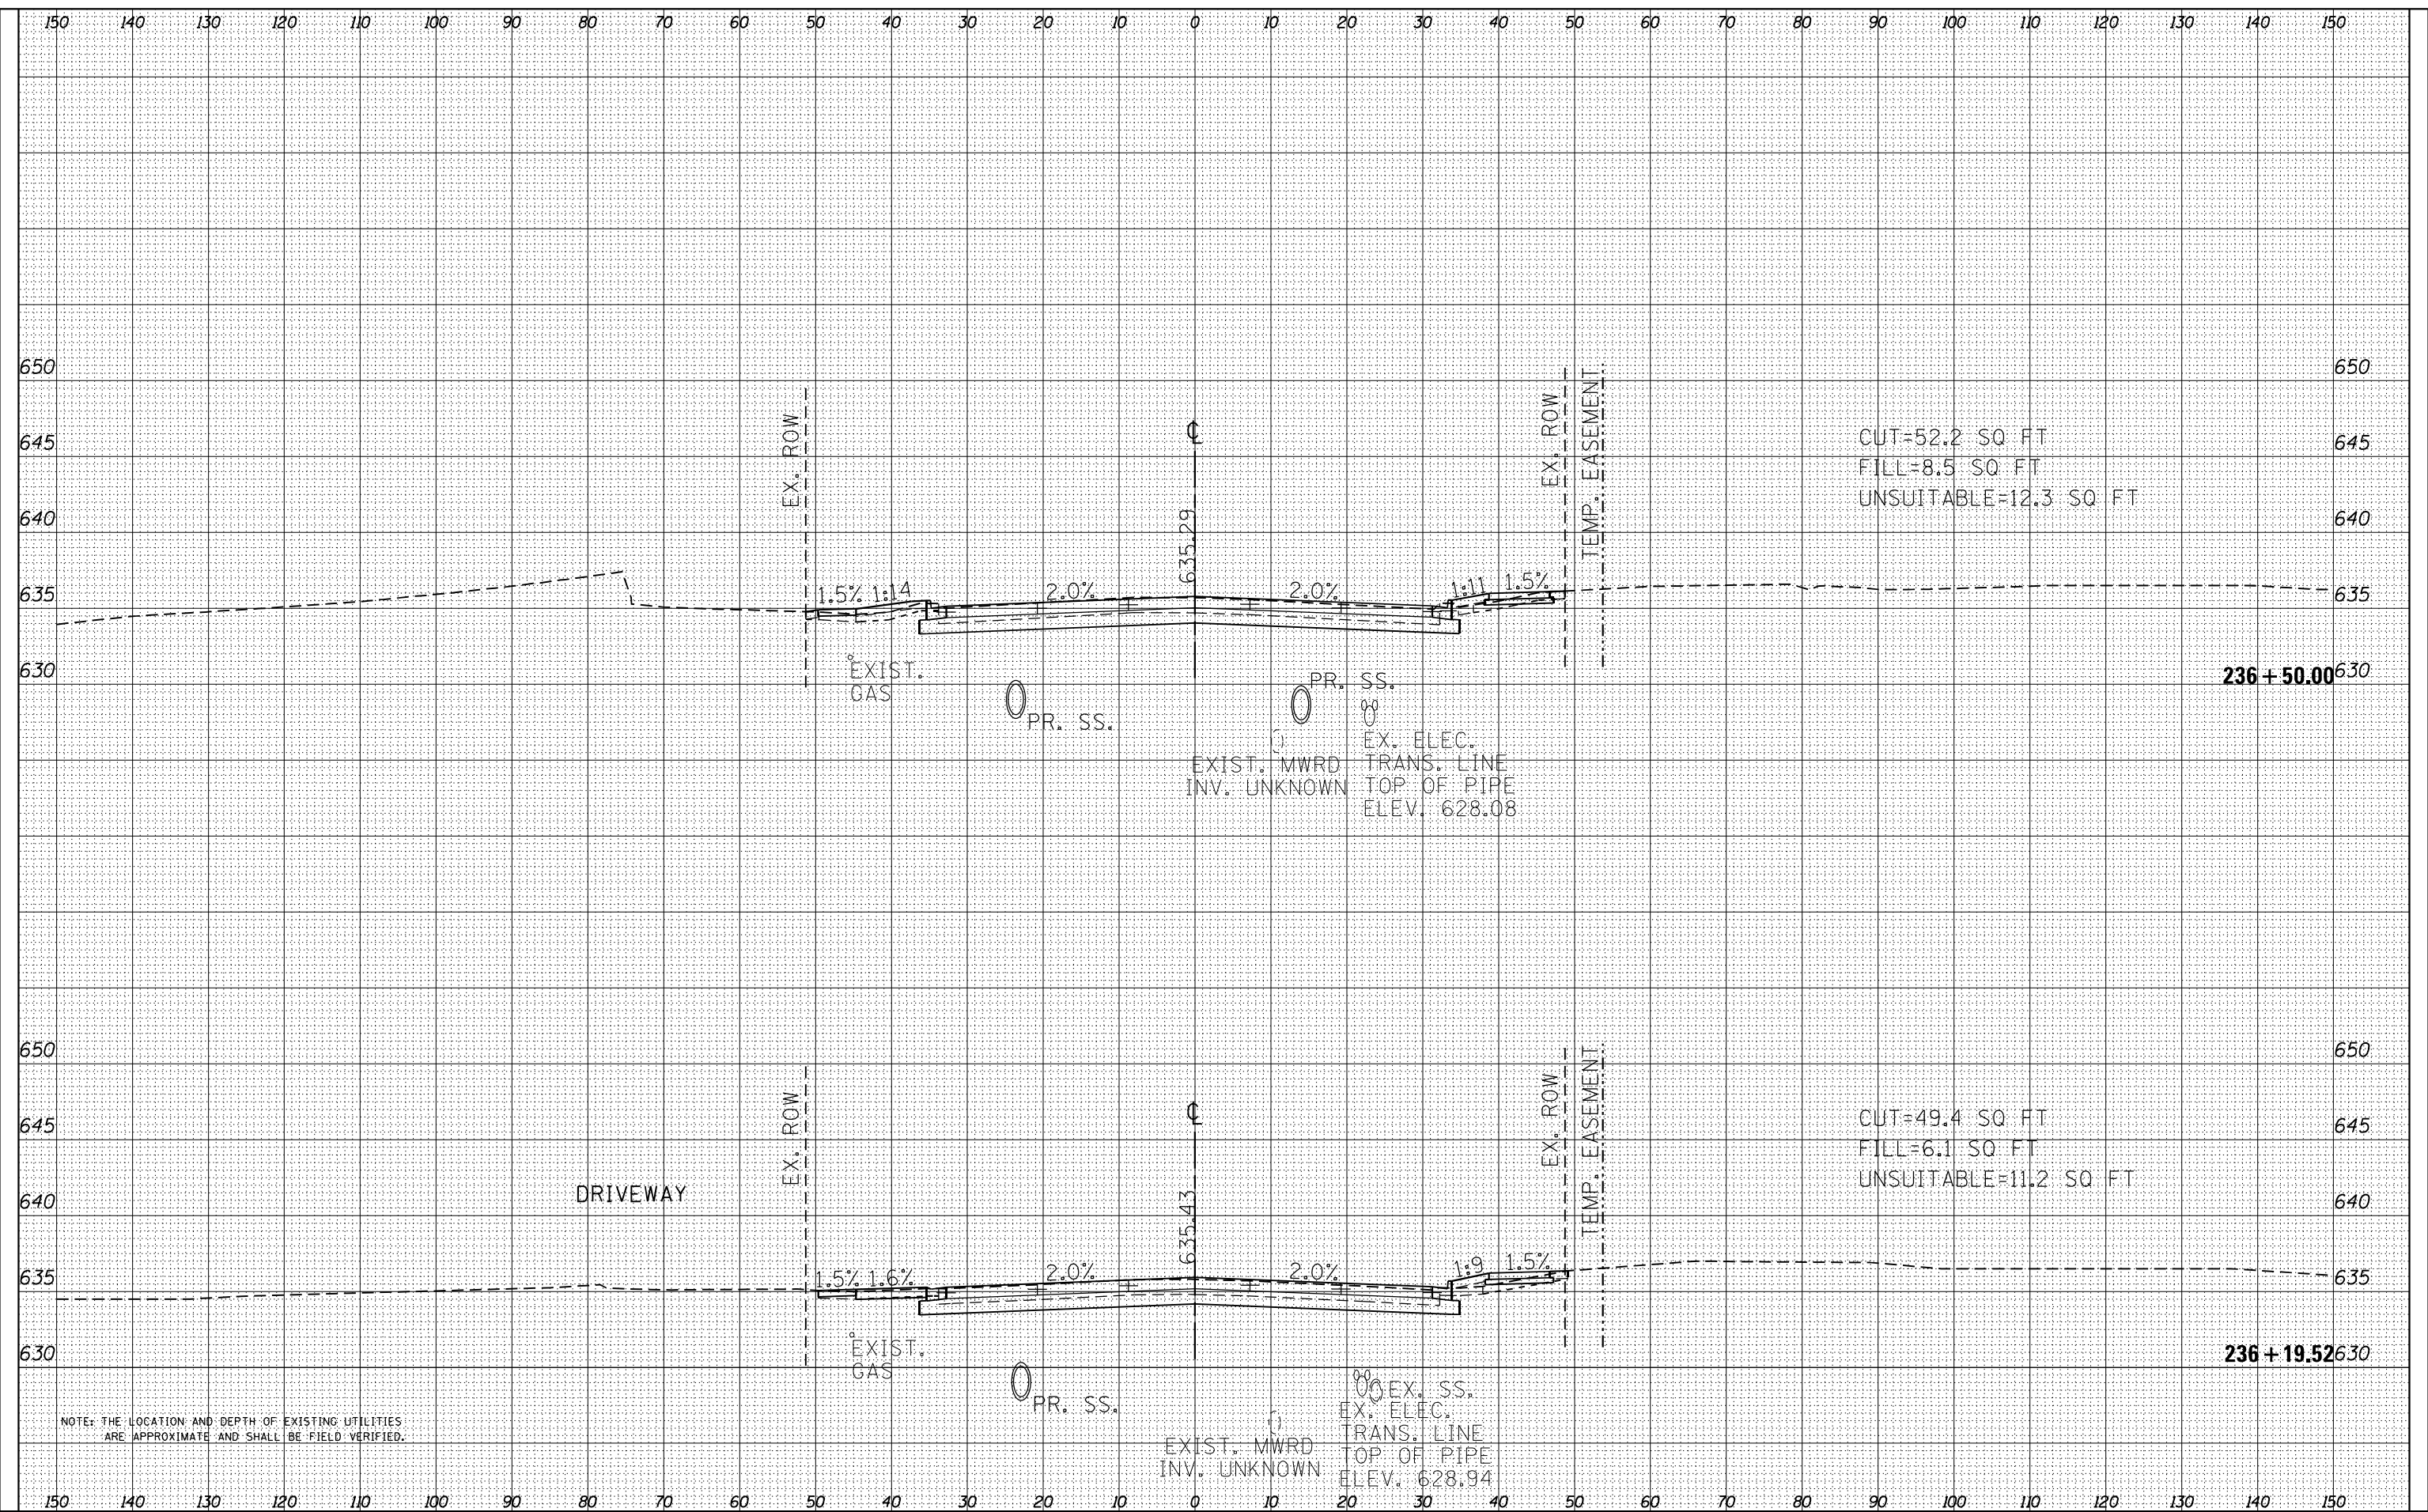 150 140 130 120 110 100 90 80 70 60 50 40 30 20 10 0 10 20 30 40 50 60 70 80 90 100 110 120 130 140 150
650 650
EX. ROW
EX. ROW
TEMP. EASEMENT
℄
645 645
CUT=52.2 SQ FT
FILL=8.5 SQ FT
UNSUITABLE=12.3 SQ FT
640 640
635.29
635 1.5% 1:14 2.0% 2.0% 1:11 1.5% 635
630 236+50.00 630
EXIST.
GAS
PR. SS.
PR. SS.
EXIST. MWRD
INV. UNKNOWN
EX. ELEC.
TRANS. LINE
TOP OF PIPE
ELEV. 628.08
650 650
EX. ROW
EX. ROW
TEMP. EASEMENT
℄
645 645
CUT=49.4 SQ FT
FILL=6.1 SQ FT
UNSUITABLE=11.2 SQ FT
DRIVEWAY
640 640
635.43
635 1.5% 1.6% 2.0% 2.0% 1:9 1.5% 635
630 236+19.52 630
EXIST.
GAS
PR. SS.
EX. SS.
EX. ELEC.
TRANS. LINE
TOP OF PIPE
ELEV. 628.94
EXIST. MWRD
INV. UNKNOWN
NOTE: THE LOCATION AND DEPTH OF EXISTING UTILITIES
ARE APPROXIMATE AND SHALL BE FIELD VERIFIED.
150 140 130 120 110 100 90 80 70 60 50 40 30 20 10 0 10 20 30 40 50 60 70 80 90 100 110 120 130 140 150